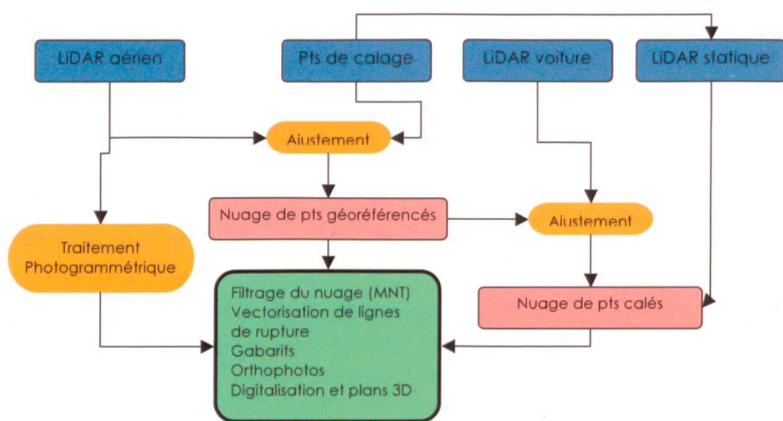 LiDAR aérien
Pts de calage
LiDAR voiture
LiDAR statique
Ajustement
Nuage de pts géoréférencés
Ajustement
Traitement
Photogrammétrique
Filtrage du nuage (MNT)
Vectorisation de lignes
de rupture
Gabarits
Orthophotos
Digitalisation et plans 3D
Nuage de pts calés